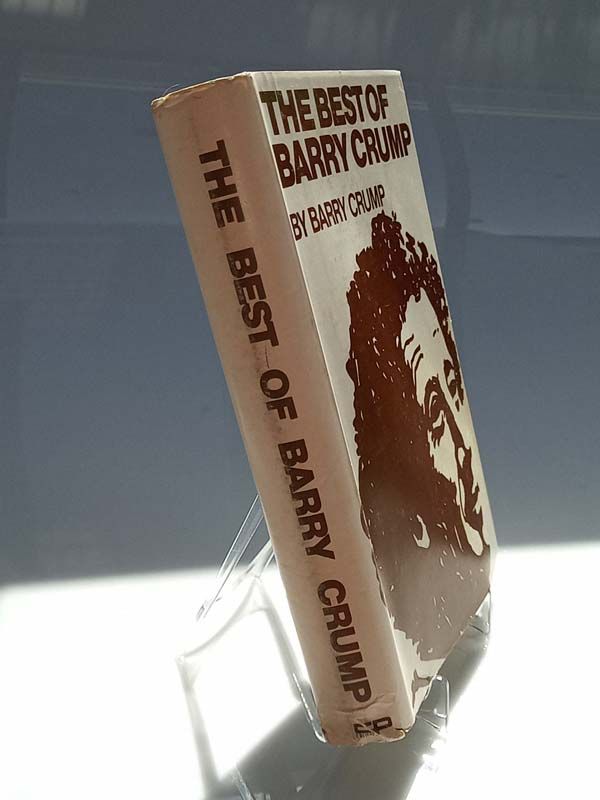 THE BEST OF
BARRY CRUMP
BY BARRY CRUMP
THE BEST OF BARRY CRUMP